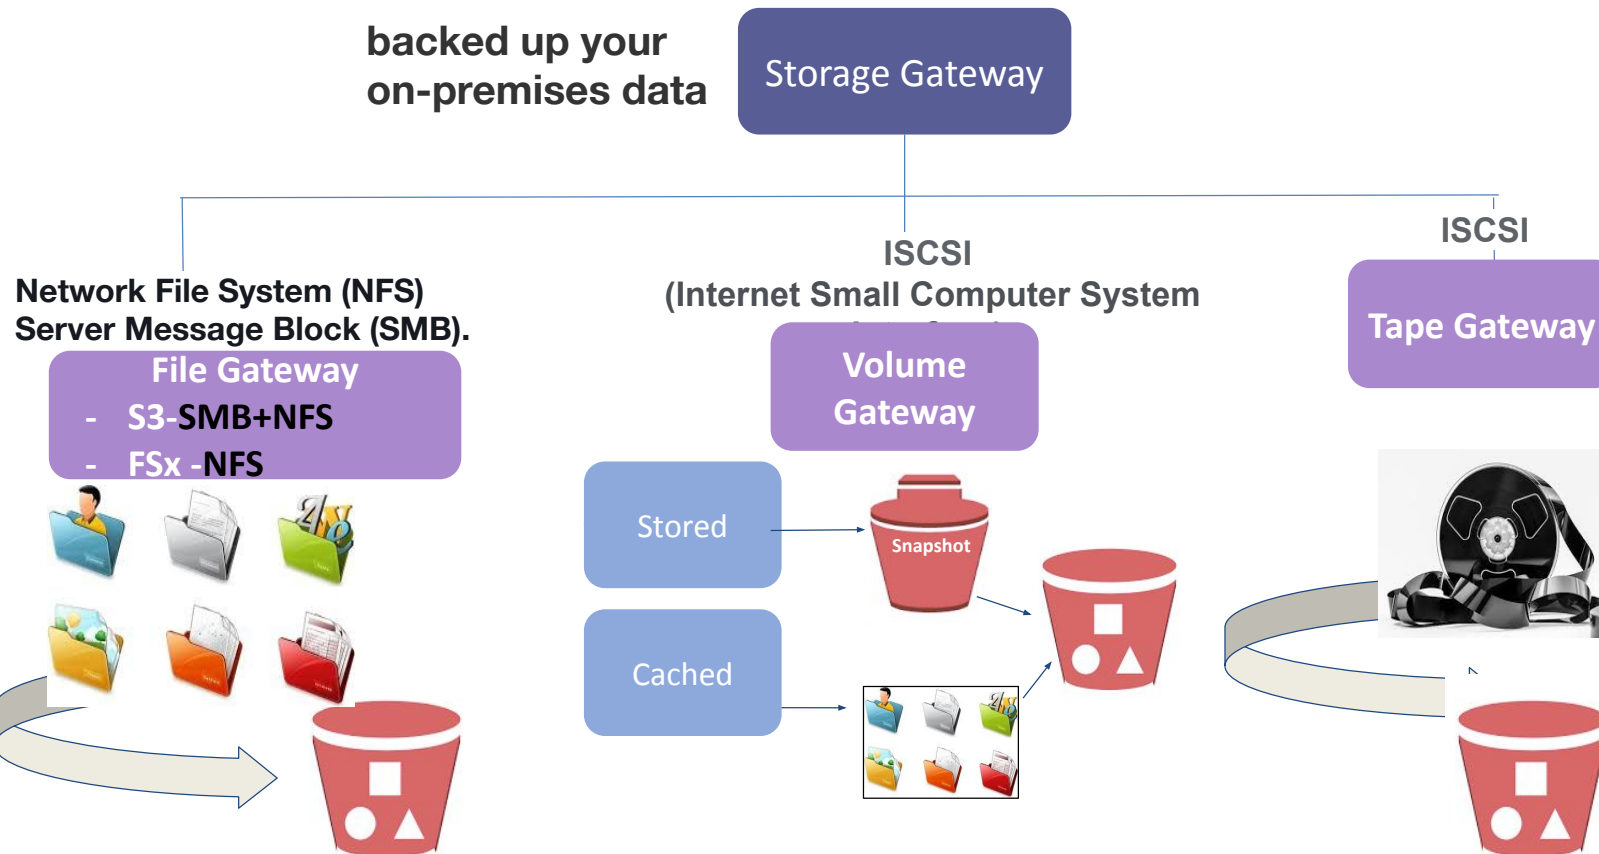 backed up your
on-premises data
Storage Gateway
Network File System (NFS)
Server Message Block (SMB).
File Gateway
- S3-SMB+NFS
- FSx -NFS
ISCSI
(Internet Small Computer System
Volume
Gateway
Stored
Snapshot
Cached
ISCSI
Tape Gateway